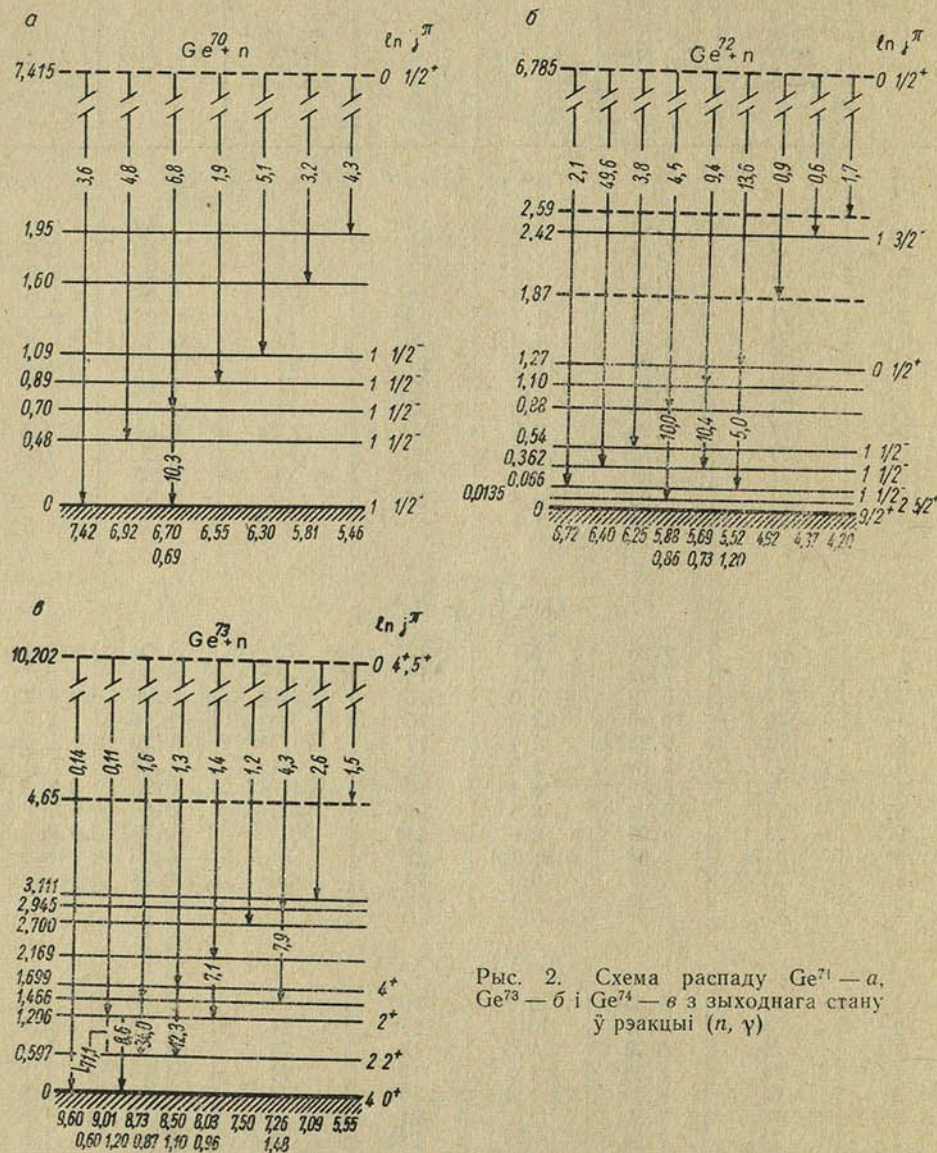 а
Ge⁷⁰+n
ln j^π
7,415
0 1/2⁺
3,6 4,8 6,8 1,9 5,1 3,2 4,3
1,95
1,60
1,09 1 1/2⁻
0,89 1 1/2⁻
0,70 1 1/2⁻
0,48 1 1/2⁻
10,3
0 1 1/2⁻
7,42 6,92 6,70 6,55 6,30 5,81 5,46
0,69
б
Ge⁷²+n
ln j^π
6,785
0 1/2⁺
2,1 49,6 3,8 4,5 9,4 13,6 0,9 0,6 1,7
2,59
2,42 1 3/2⁻
1,87
1,27 0 1/2⁺
1,10
0,88
10,0 10,4 5,0
0,54 1 1/2⁻
0,362 1 1/2⁻
0,066 1 1/2⁻
0,0135 2 5/2⁺
0 9/2⁺
6,72 6,40 6,25 5,88 5,69 5,52 4,92 4,37 4,20
0,86 0,73 1,20
в
Ge⁷³+n
ln j^π
10,202
0 4⁺,5⁺
0,14 0,11 1,6 1,3 1,4 1,2 4,3 2,6 1,5
4,65
3,111
2,945
2,700
2,169
7,1 7,9
1,699 4⁺
1,466
1,206 2⁺
71,1 8,6 34,0 12,3
0,597 2 2⁺
0 4 0⁺
9,60 9,01 8,73 8,50 8,03 7,50 7,26 7,09 5,55
0,60 1,20 0,87 1,10 0,96 1,48
Рыс. 2. Схема распаду Ge⁷¹ — а,
Ge⁷³ — б і Ge⁷⁴ — в з зыходнага стану
ў рэакцыі (n, γ)